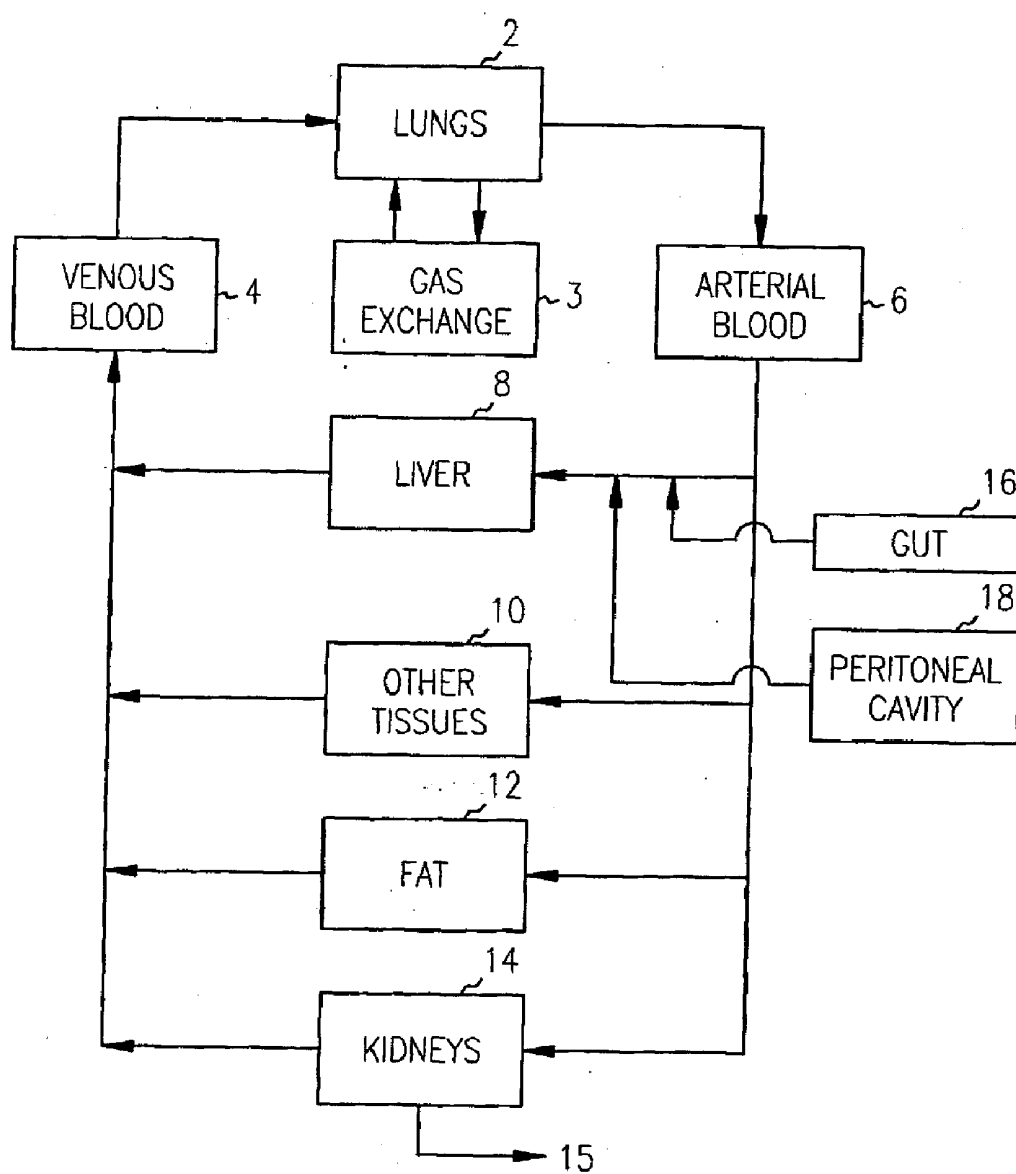 2
LUNGS
VENOUS
BLOOD
4
GAS
EXCHANGE
3
ARTERIAL
BLOOD
6
8
LIVER
16
GUT
18
PERITONEAL
CAVITY
10
OTHER
TISSUES
12
FAT
14
KIDNEYS
15